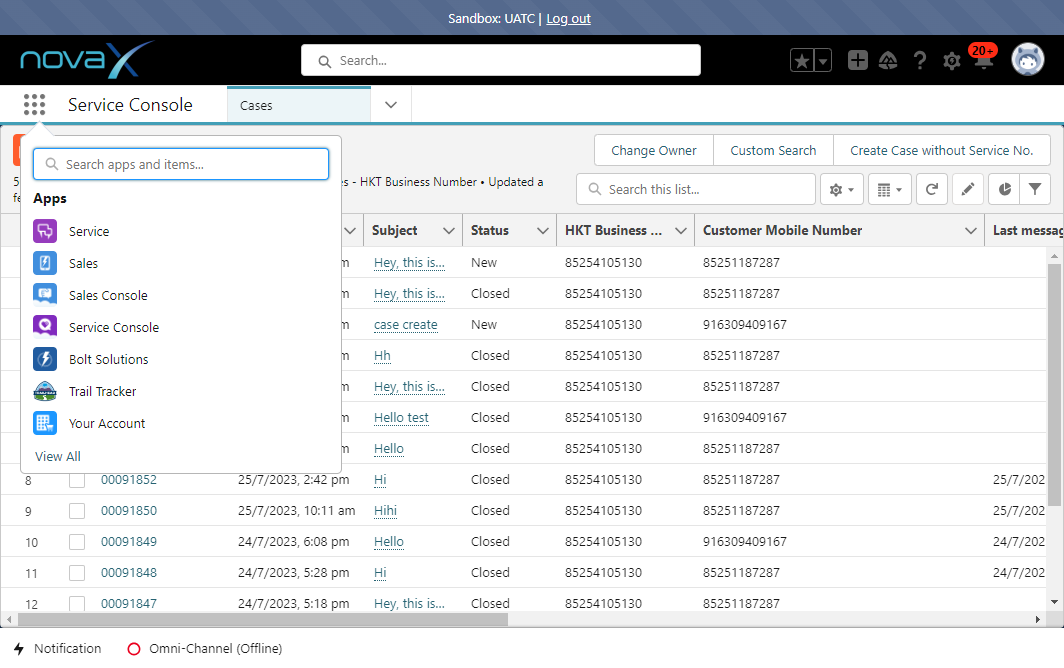 Sandbox: UATC | Log out
novaX
Search...
20+
Service Console
Cases
Search apps and items...
Apps
Service
Sales
Sales Console
Service Console
Bolt Solutions
Trail Tracker
Your Account
View All
Change Owner
Custom Search
Create Case without Service No.
- HKT Business Number • Updated a
Search this list...
Subject Status HKT Business ... Customer Mobile Number Last messag
Hey, this is... New 85254105130 85251187287
Hey, this is... Closed 85254105130 85251187287
case create New 85254105130 916309409167
Hh Closed 85254105130 85251187287
Hey, this is... Closed 85254105130 85251187287
Hello test Closed 85254105130 916309409167
Hello Closed 85254105130 85251187287
8 00091852 25/7/2023, 2:42 pm Hi Closed 85254105130 85251187287 25/7/202
9 00091850 25/7/2023, 10:11 am Hihi Closed 85254105130 85251187287 25/7/202
10 00091849 24/7/2023, 6:08 pm Hello Closed 85254105130 916309409167 24/7/202
11 00091848 24/7/2023, 5:28 pm Hi Closed 85254105130 85251187287 24/7/202
12 00091847 24/7/2023, 5:18 pm Hey, this is... Closed 85254105130 85251187287
Notification
Omni-Channel (Offline)